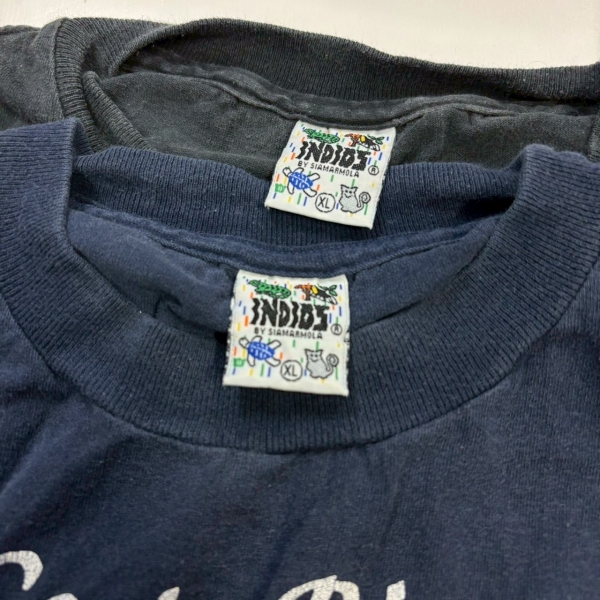 INDIOS
®
BY SIAMARMOLA
XL
INDIOS
®
BY SIAMARMOLA
XL